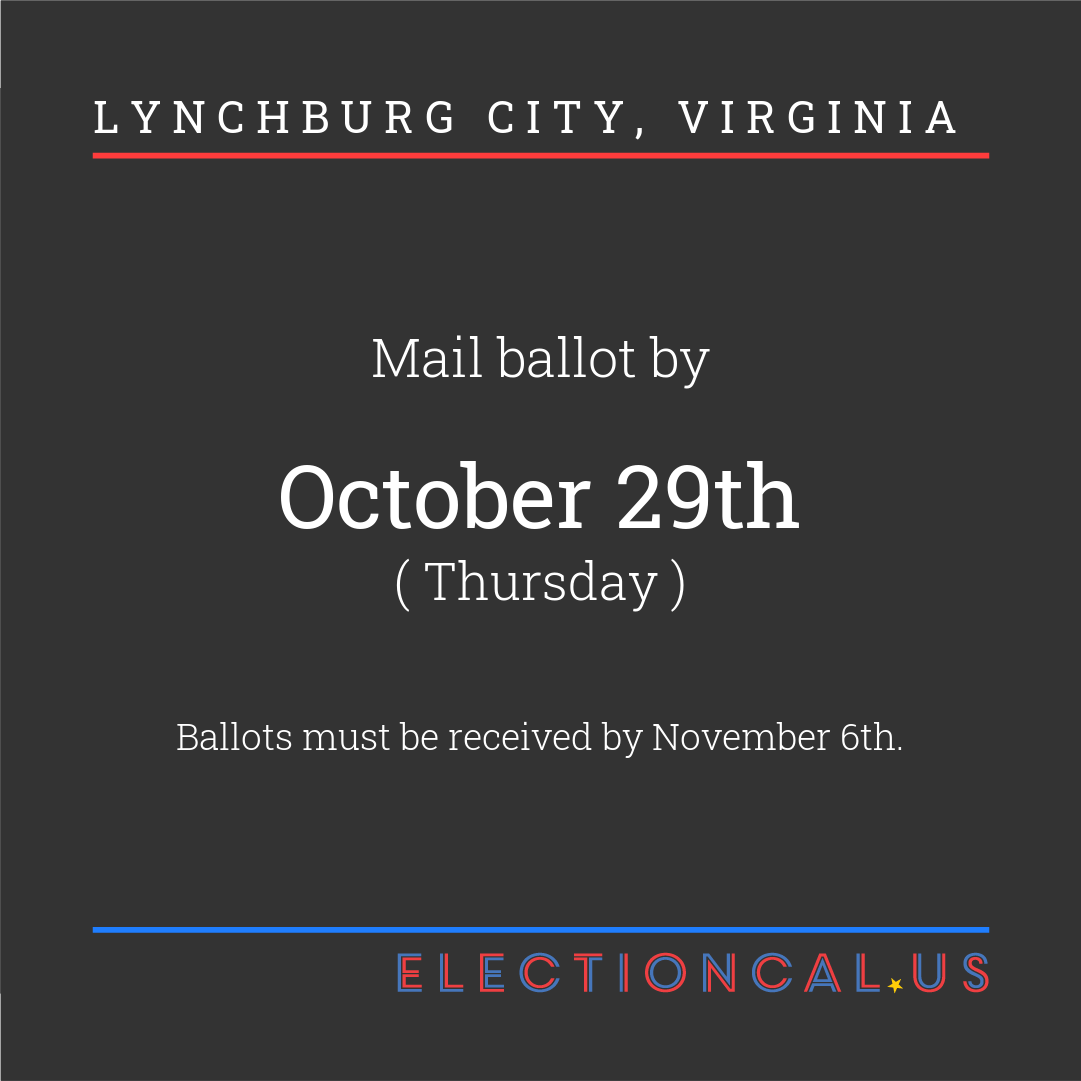 LYNCHBURG CITY, VIRGINIA
Mail ballot by
October 29th
( Thursday )
Ballots must be received by November 6th.
ELECTIONCAL.US